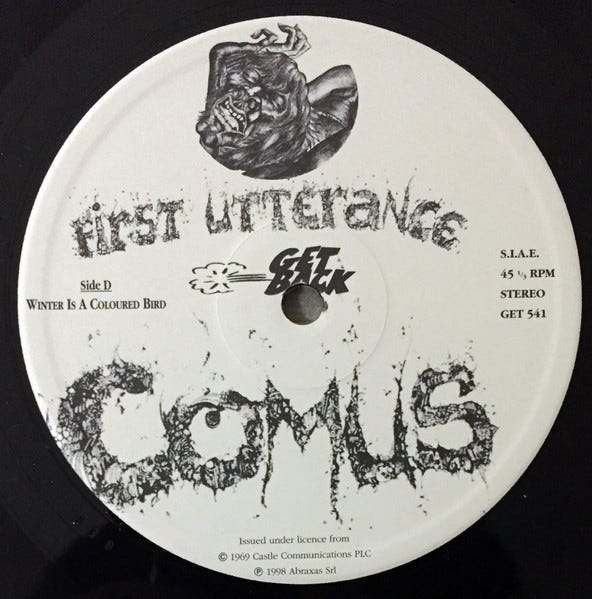 First Utterance
GET
BACK
S.I.A.E.
45 1/3 RPM
STEREO
GET 541
Side D
Winter Is A Coloured Bird
COMUS
Issued under licence from
© 1969 Castle Communications PLC
℗ 1998 Abraxas Srl